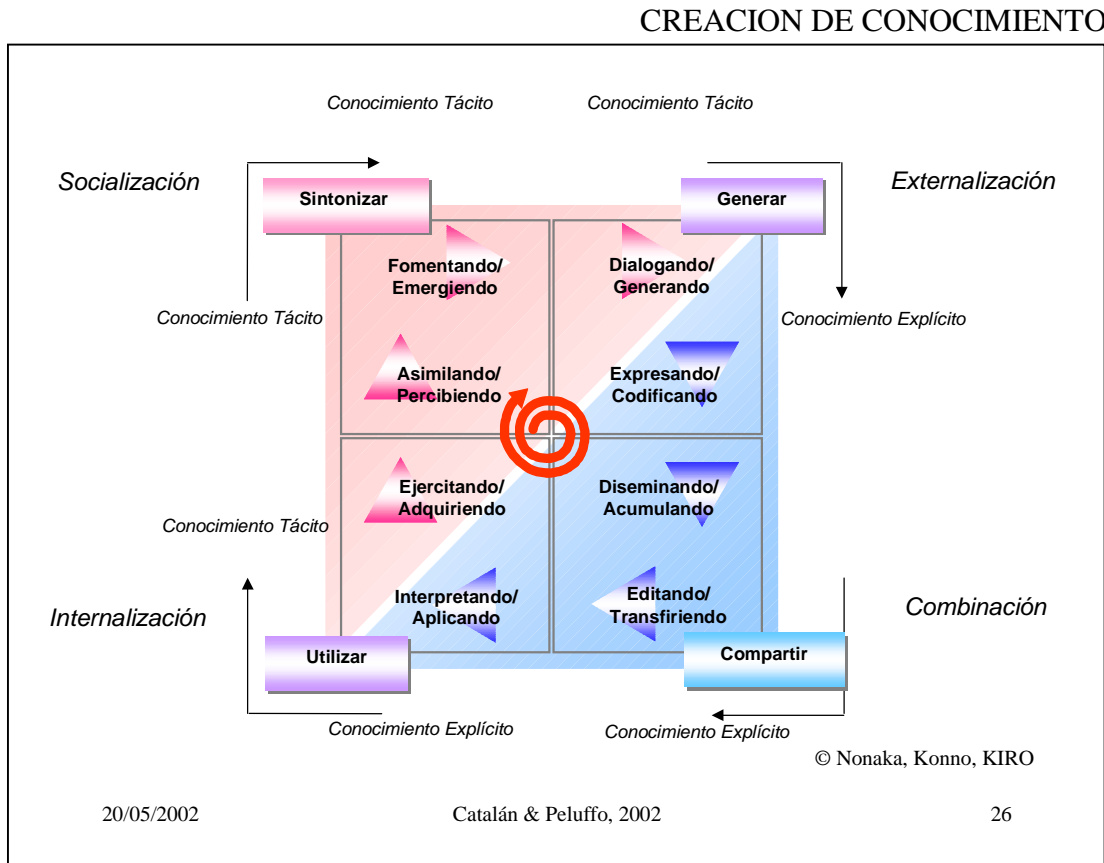 CREACION DE CONOCIMIENTO
Conocimiento Tácito
Conocimiento Tácito
Socialización
Sintonizar
Generar
Externalización
Fomentando/
Emergiendo
Dialogando/
Generando
Conocimiento Tácito
Conocimiento Explícito
Asimilando/
Percibiendo
Expresando/
Codificando
Ejercitando/
Adquiriendo
Diseminando/
Acumulando
Conocimiento Tácito
Internalización
Interpretando/
Aplicando
Editando/
Transfiriendo
Combinación
Utilizar
Compartir
Conocimiento Explícito
Conocimiento Explícito
© Nonaka, Konno, KIRO
20/05/2002
Catalán & Peluffo, 2002
26